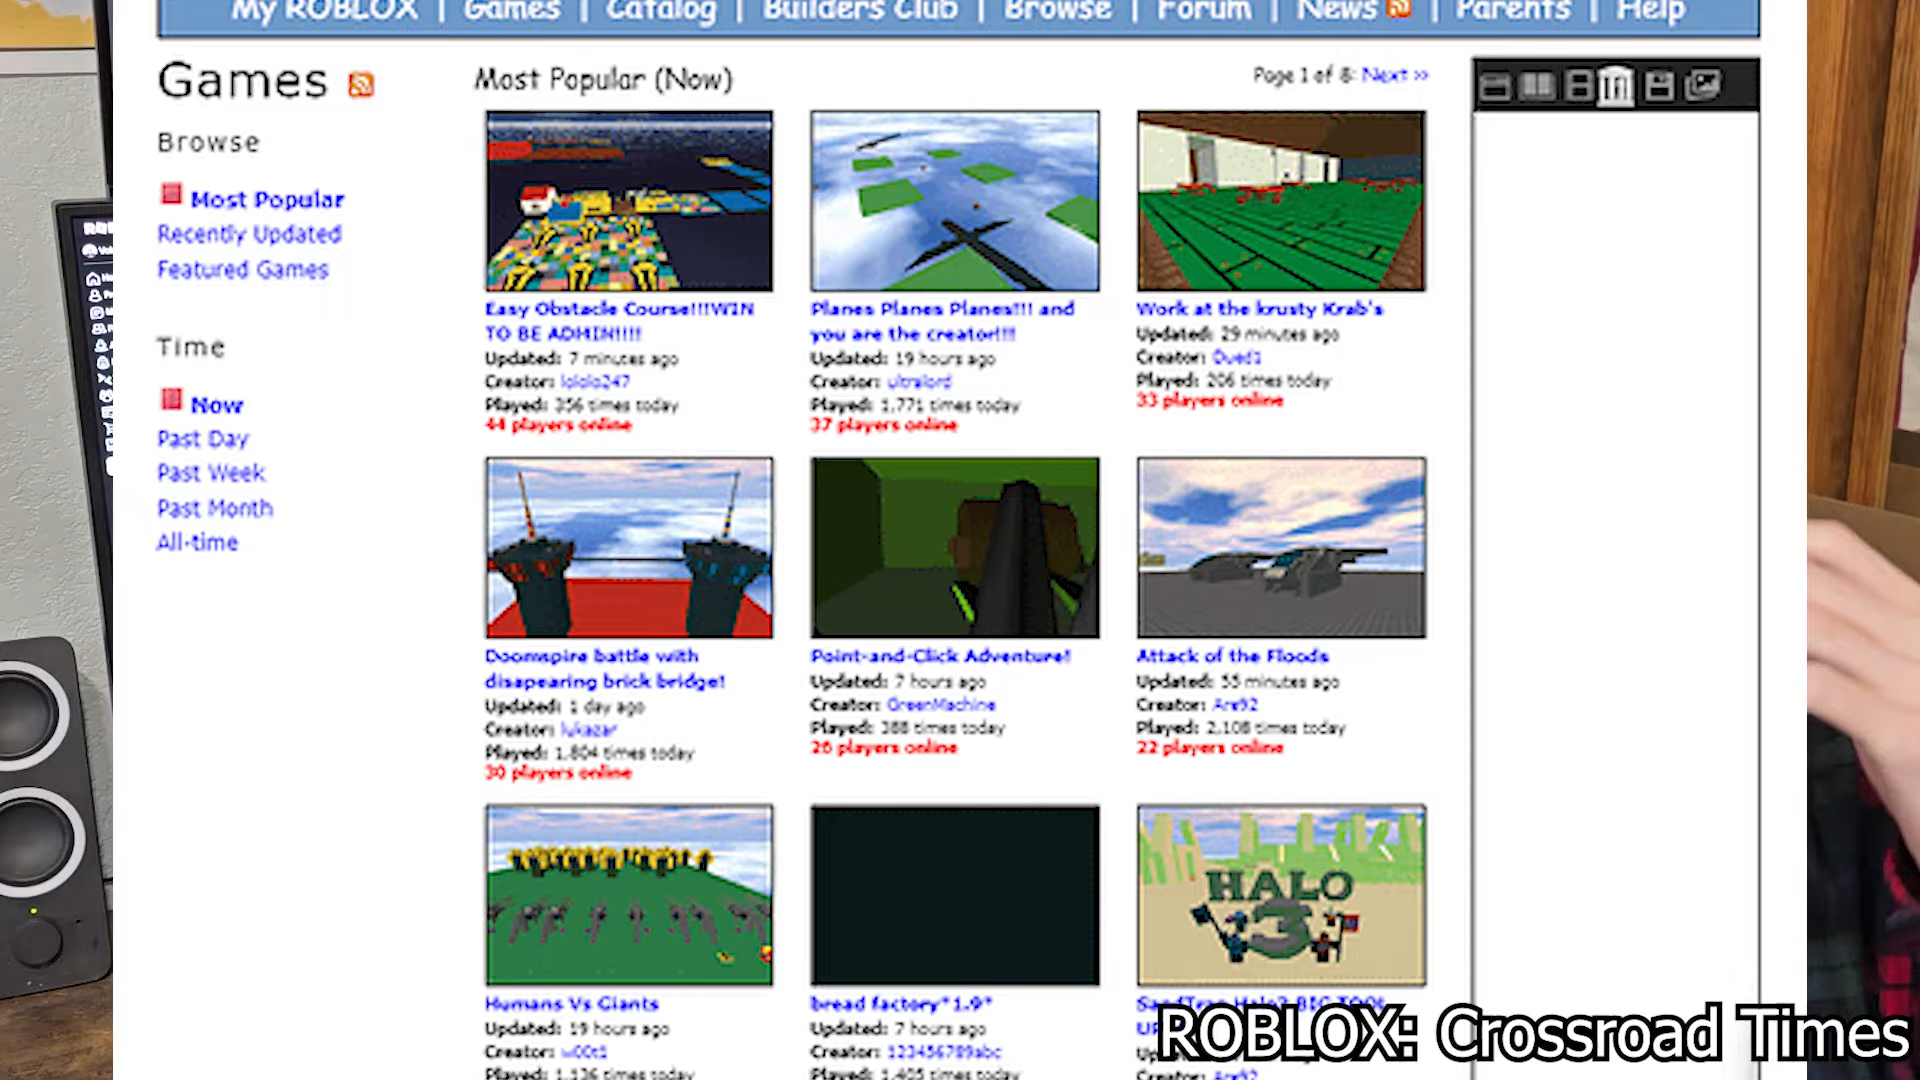 My ROBLOX | Games | Catalog | Builders Club | Browse | Forum | News | Parents | Help
Games
Browse
Most Popular
Recently Updated
Featured Games
Time
Now
Past Day
Past Week
Past Month
All-time
Most Popular (Now)
Page 1 of 8: Next >>
Easy Obstacle Course!!!WIN
TO BE ADMIN!!!!
Updated: 7 minutes ago
Creator: lololo247
Played: 356 times today
44 players online
Planes Planes Planes!!! and
you are the creator!!!
Updated: 19 hours ago
Creator: ultralord
Played: 1,771 times today
37 players online
Work at the krusty Krab's
Updated: 29 minutes ago
Creator: Dued1
Played: 206 times today
33 players online
Doomspire battle with
disapearing brick bridge!
Updated: 1 day ago
Creator: lukazar
Played: 1,804 times today
30 players online
Point-and-Click Adventure!
Updated: 7 hours ago
Creator: GreenMachine
Played: 388 times today
26 players online
Attack of the Floods
Updated: 55 minutes ago
Creator: Are92
Played: 2,108 times today
22 players online
Humans Vs Giants
Updated: 19 hours ago
Creator: w00t1
Played: 1,136 times today
bread factory*1.9*
Updated: 7 hours ago
Creator: 123456789abc
Played: 1,405 times today
HALO
3
Creator: Are92
ROBLOX: Crossroad Times